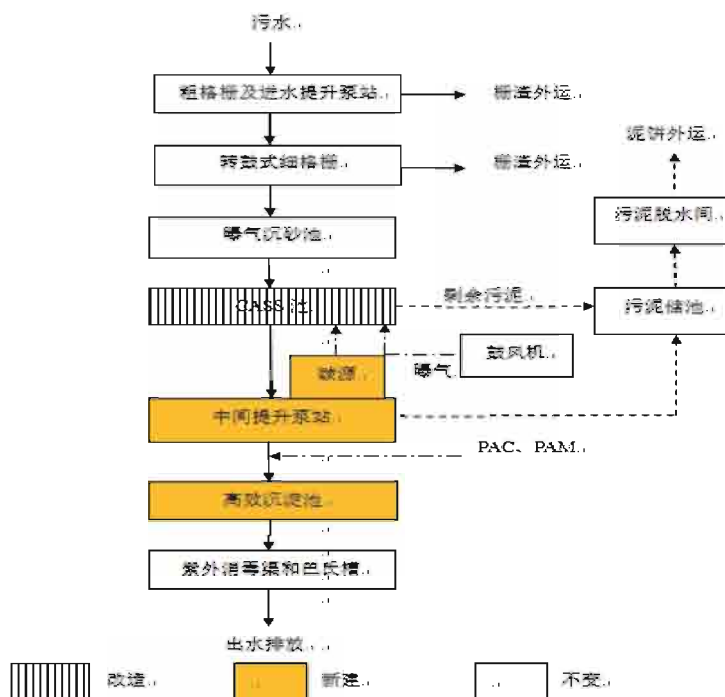 污水
粗格栅及进水提升泵站
栅渣外运
泥饼外运
转鼓式细格栅
栅渣外运
污泥脱水间
曝气沉砂池
剩余污泥
CASS 池
污泥储池
鼓风机
曝气
碳源
中间提升泵站
PAC、PAM
高效沉淀池
紫外消毒渠和巴氏槽
出水排放
改造
新建
不变